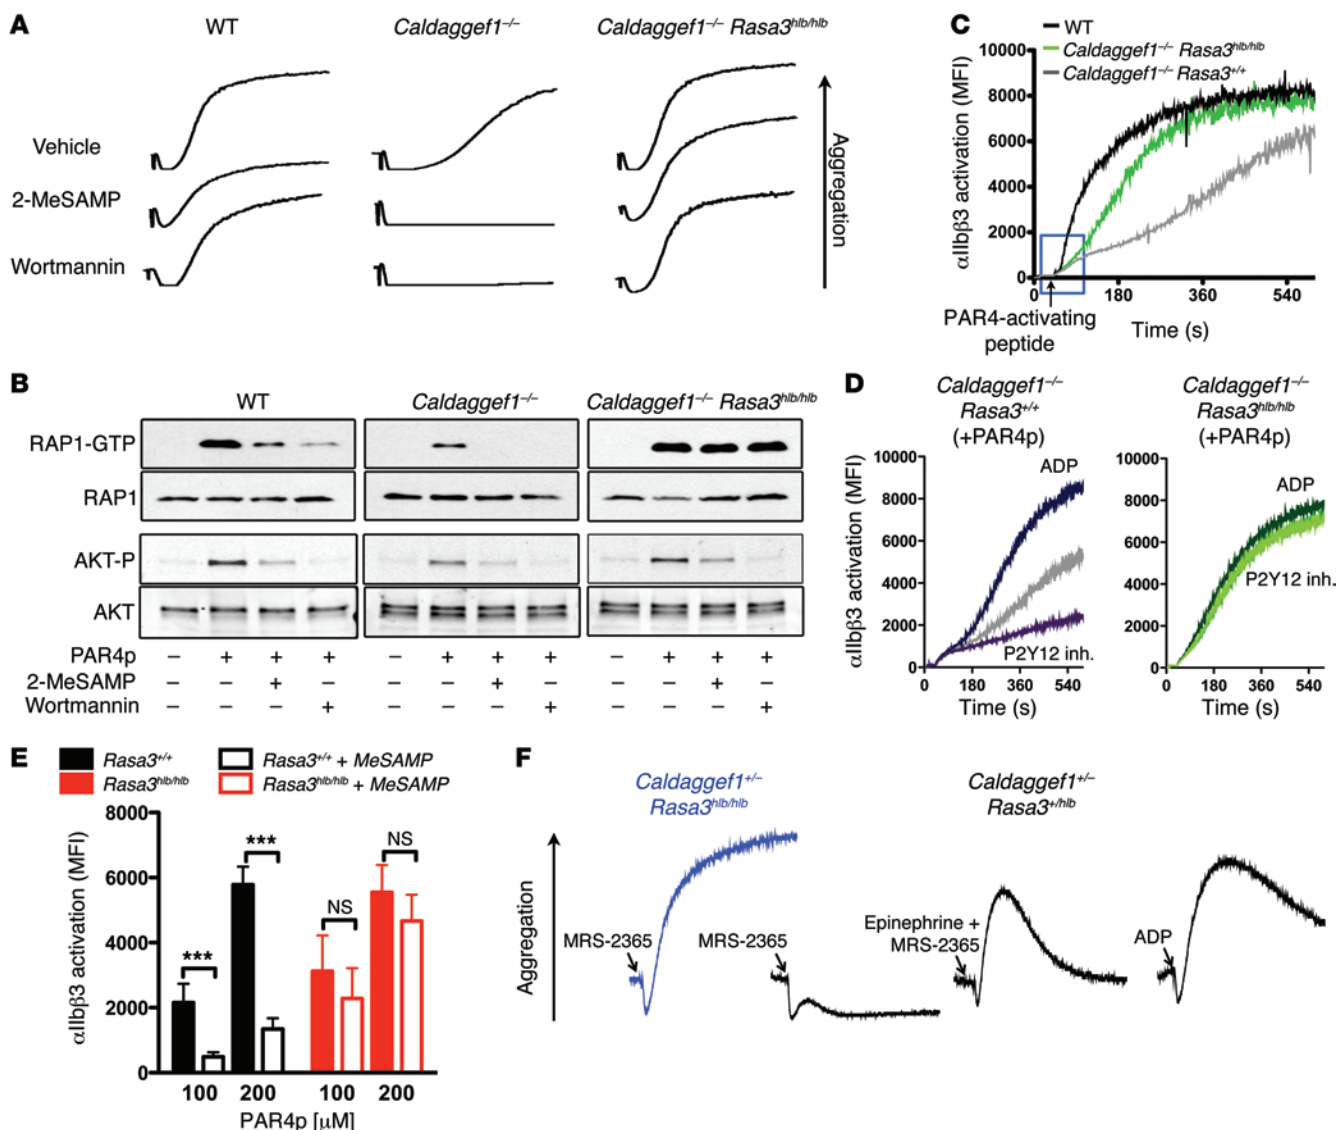 A
WT
Caldaggef1–/–
Caldaggef1–/– Rasa3hlb/hlb
Vehicle
2-MeSAMP
Wortmannin
Aggregation
C
WT
Caldaggef1–/– Rasa3hlb/hlb
Caldaggef1–/– Rasa3+/+
αIIbβ3 activation (MFI)
10000
8000
6000
4000
2000
0
0 180 360 540
PAR4-activating
peptide
Time (s)
B
WT
Caldaggef1–/–
Caldaggef1–/– Rasa3hlb/hlb
RAP1-GTP
RAP1
AKT-P
AKT
PAR4p – + + + – + + + – + + +
2-MeSAMP – – + – – – + – – – + –
Wortmannin – – – + – – – + – – – +
D
Caldaggef1–/–
Rasa3+/+
(+PAR4p)
αIIbβ3 activation (MFI)
10000
8000
6000
4000
2000
0
ADP
P2Y12 inh.
0 180 360 540
Time (s)
Caldaggef1–/–
Rasa3hlb/hlb
(+PAR4p)
10000
8000
6000
4000
2000
0
ADP
P2Y12 inh.
0 180 360 540
Time (s)
E
Rasa3+/+
Rasa3+/+ + MeSAMP
Rasa3hlb/hlb
Rasa3hlb/hlb + MeSAMP
αIIbβ3 activation (MFI)
8000
6000
4000
2000
0
***
***
NS
NS
100 200 100 200
PAR4p [μM]
F
Caldaggef1+/–
Rasa3hlb/hlb
Caldaggef1+/–
Rasa3+/hlb
Aggregation
MRS-2365
MRS-2365
Epinephrine +
MRS-2365
ADP